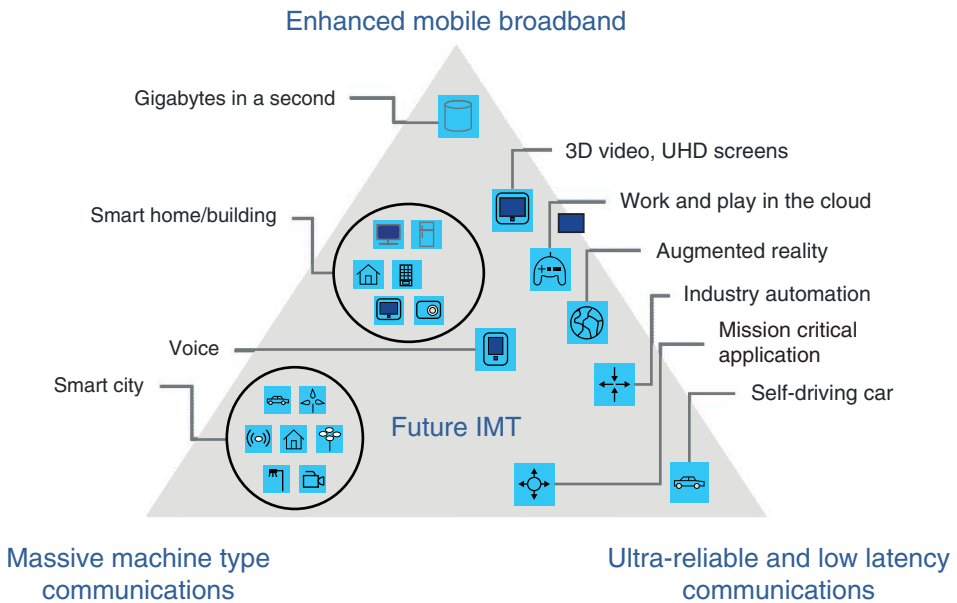 Enhanced mobile broadband
Gigabytes in a second
3D video, UHD screens
Work and play in the cloud
Smart home/building
Augmented reality
Industry automation
Mission critical
application
Voice
Smart city
Self-driving car
Future IMT
Massive machine type
communications
Ultra-reliable and low latency
communications